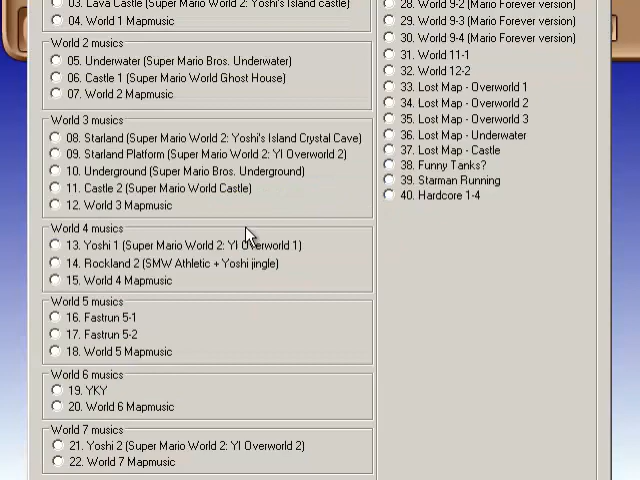 03. Lava Castle (Super Mario World 2: Yoshi's Island castle)
04. World 1 Mapmusic
World 2 musics
05. Underwater (Super Mario Bros. Underwater)
06. Castle 1 (Super Mario World Ghost House)
07. World 2 Mapmusic
World 3 musics
08. Starland (Super Mario World 2: Yoshi's Island Crystal Cave)
09. Starland Platform (Super Mario World 2: YI Overworld 2)
10. Underground (Super Mario Bros. Underground)
11. Castle 2 (Super Mario World Castle)
12. World 3 Mapmusic
World 4 musics
13. Yoshi 1 (Super Mario World 2: YI Overworld 1)
14. Rockland 2 (SMW Athletic + Yoshi jingle)
15. World 4 Mapmusic
World 5 musics
16. Fastrun 5-1
17. Fastrun 5-2
18. World 5 Mapmusic
World 6 musics
19. YKY
20. World 6 Mapmusic
World 7 musics
21. Yoshi 2 (Super Mario World 2: YI Overworld 2)
22. World 7 Mapmusic
28. World 9-2 (Mario Forever version)
29. World 9-3 (Mario Forever version)
30. World 9-4 (Mario Forever version)
31. World 11-1
32. World 12-2
33. Lost Map - Overworld 1
34. Lost Map - Overworld 2
35. Lost Map - Overworld 3
36. Lost Map - Underwater
37. Lost Map - Castle
38. Funny Tanks?
39. Starman Running
40. Hardcore 1-4